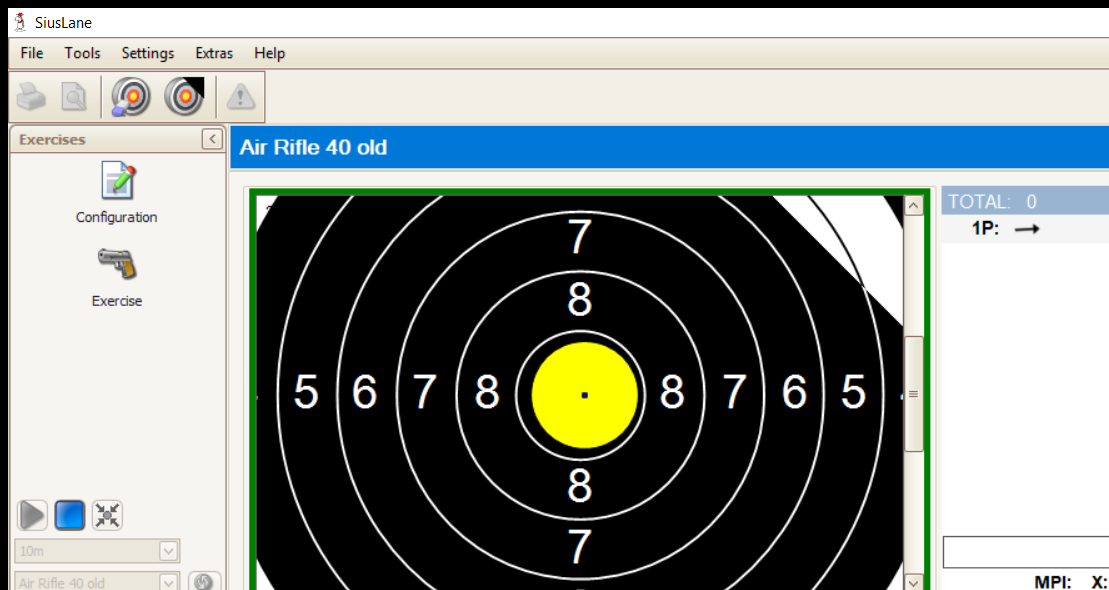 SiusLane
File Tools Settings Extras Help
Exercises
Air Rifle 40 old
Configuration
Exercise
10m
Air Rifle 40 old
7
8
5 6 7 8 8 7 6 5
8
7
TOTAL: 0
1P:
MPI: X: